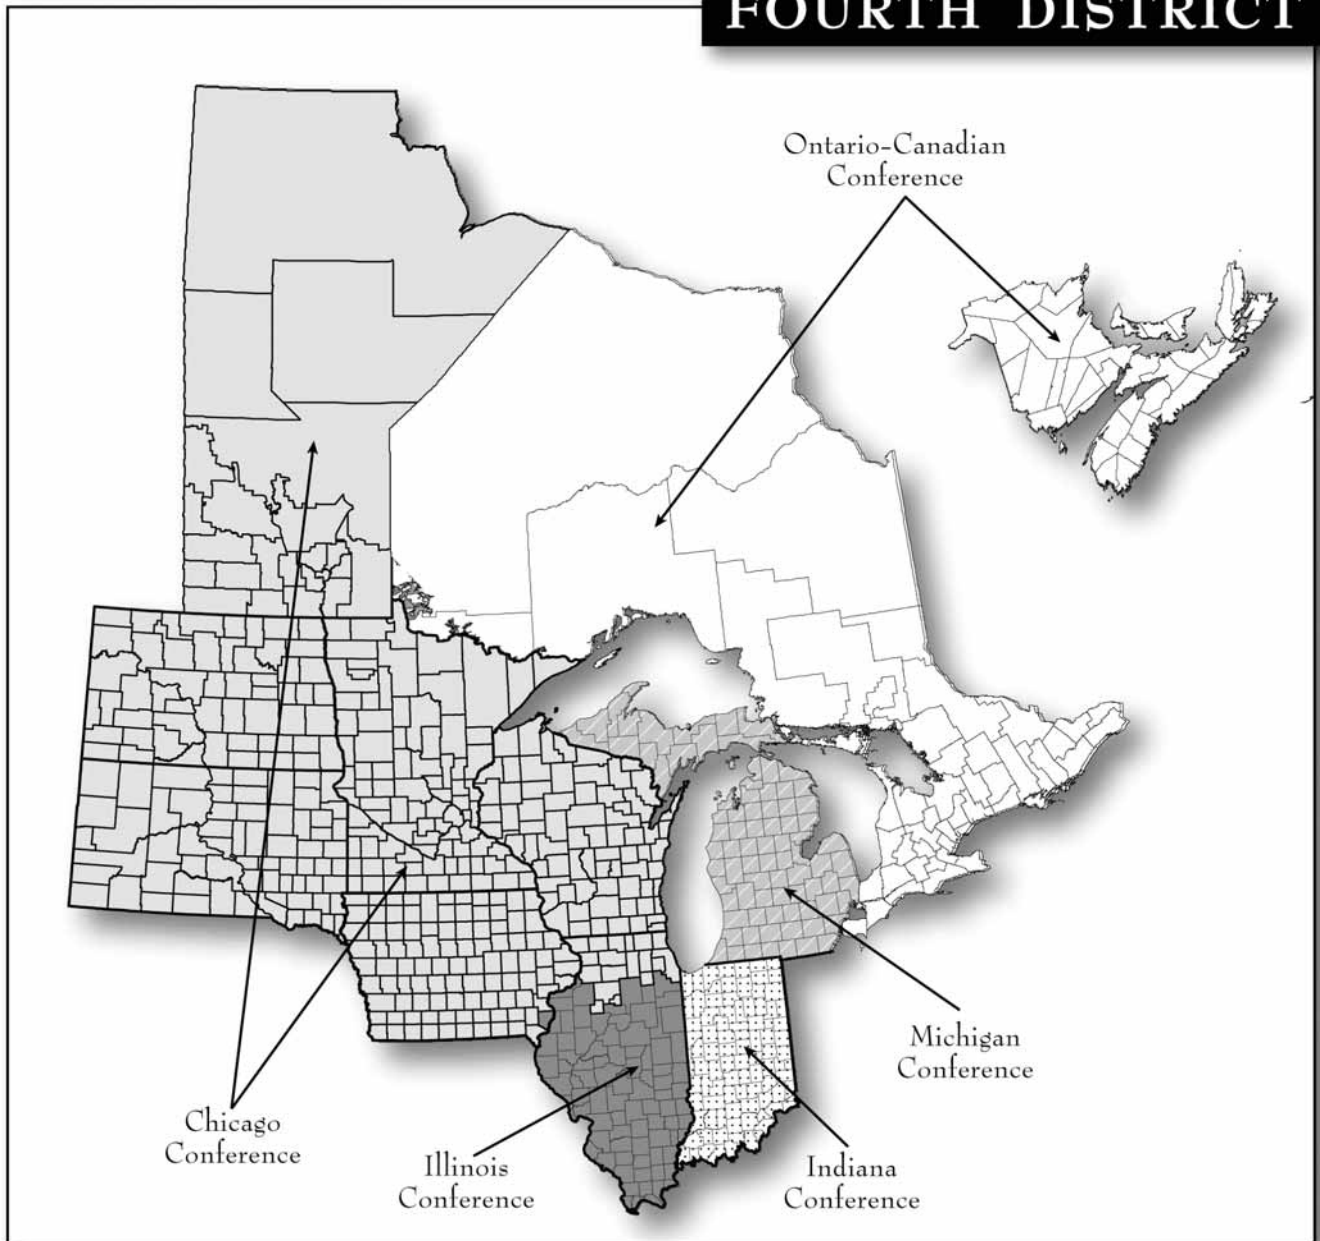 FOURTH DISTRICT
Ontario-Canadian
Conference
Michigan
Conference
Chicago
Conference
Illinois
Conference
Indiana
Conference